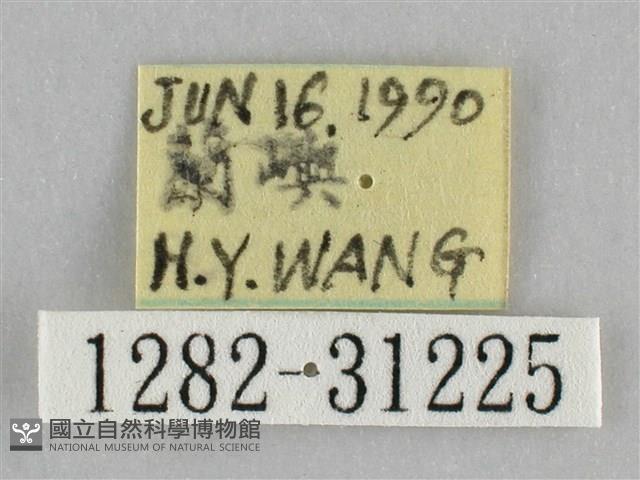 JUN 16. 1990
蘭嶼
H.Y. WANG
1282-31225
國立自然科學博物館
NATIONAL MUSEUM OF NATURAL SCIENCE